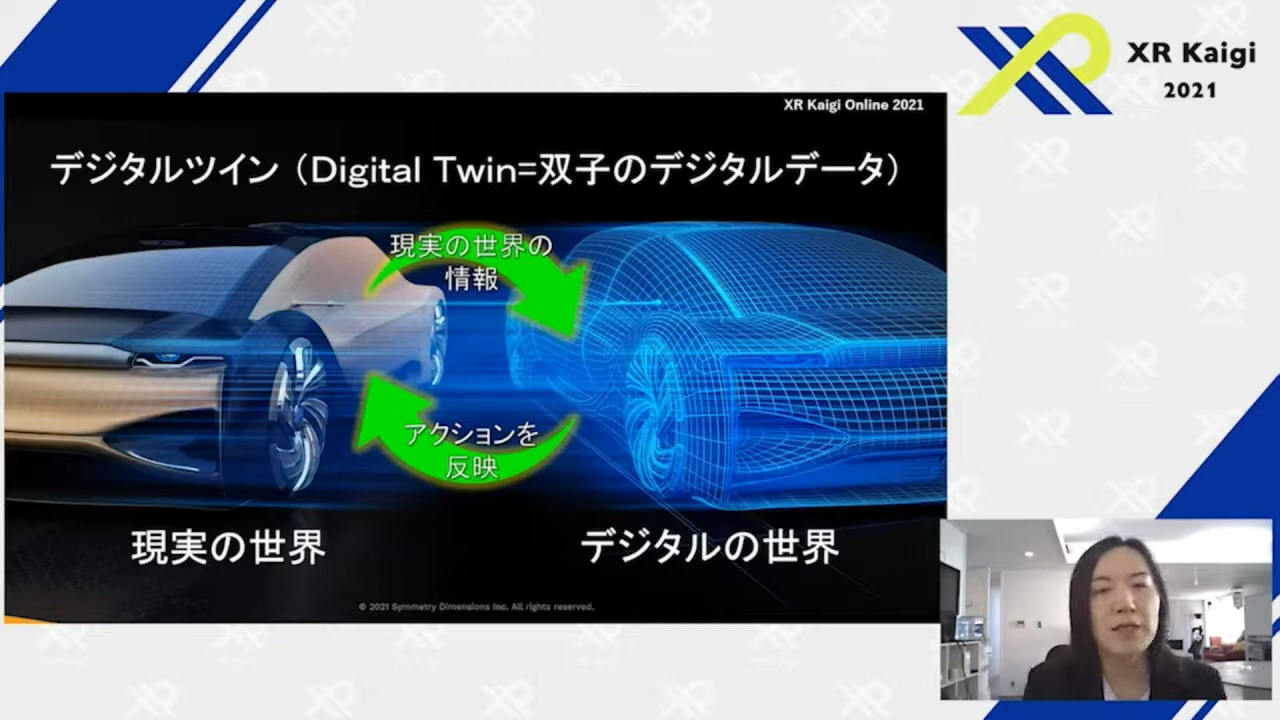 XR Kaigi
2021
XR Kaigi Online 2021
デジタルツイン（Digital Twin=双子のデジタルデータ）
現実の世界の
情報
アクションを
反映
現実の世界
デジタルの世界
© 2021 Symmetry Dimensions Inc. All rights reserved.